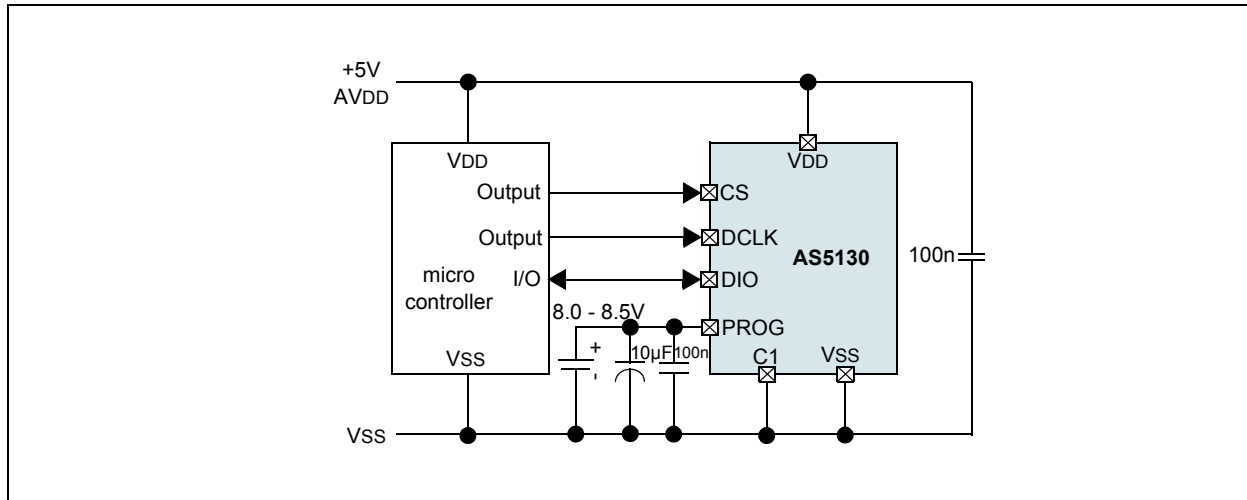 +5V
AVDD
VDD
VDD
Output
CS
Output
DCLK
AS5130
100n
micro
controller
I/O
DIO
8.0 - 8.5V
PROG
+
10µF
100n
-
VSS
C1
VSS
VSS